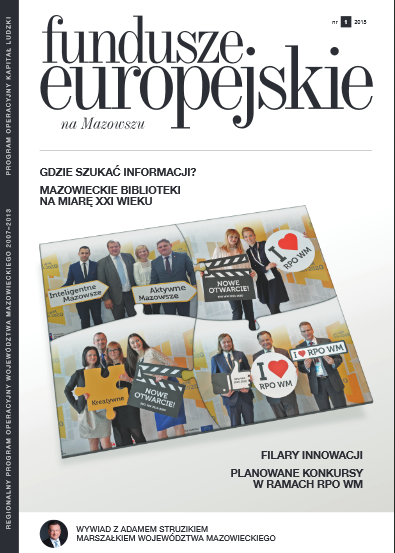 nr 1 2015
fundusze
europejskie
na Mazowszu
GDZIE SZUKAĆ INFORMACJI?
MAZOWIECKIE BIBLIOTEKI
NA MIARĘ XXI WIEKU
Inteligentne
Mazowsze
Aktywne
Mazowsze
NOWE
OTWARCIE!
I ❤
RPO WM
Kreatywne
NOWE
OTWARCIE!
I ❤
RPO WM
I ❤ RPO WM
FILARY INNOWACJI
PLANOWANE KONKURSY
W RAMACH RPO WM
WYWIAD Z ADAMEM STRUZIKIEM
MARSZAŁKIEM WOJEWÓDZTWA MAZOWIECKIEGO
REGIONALNY PROGRAM OPERACYJNY WOJEWÓDZTWA MAZOWIECKIEGO 2007–2013
PROGRAM OPERACYJNY KAPITAŁ LUDZKI